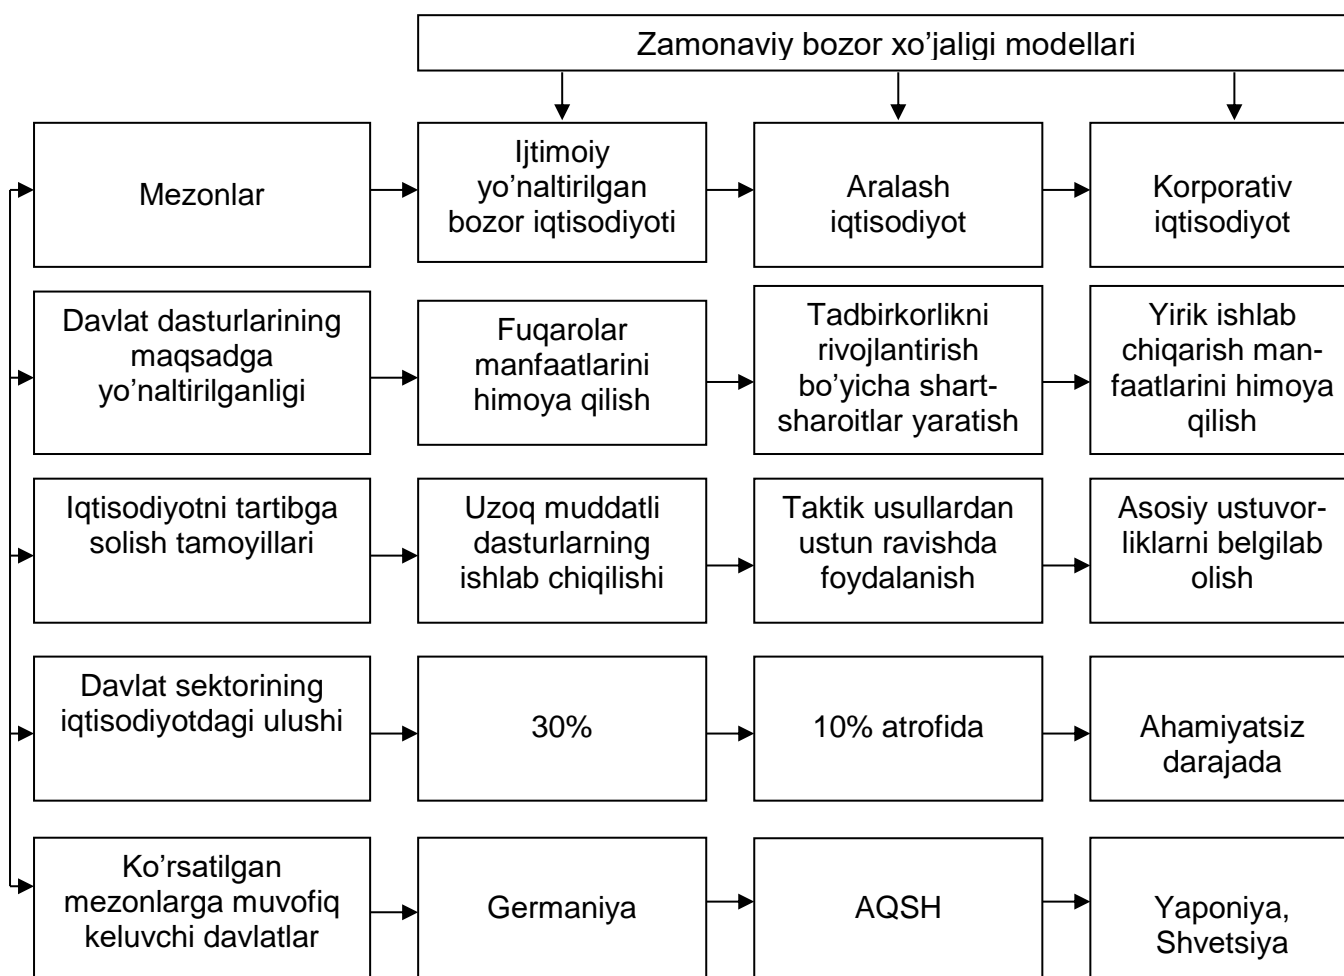 Zamonaviy bozor xo’jaligi modellari
Mezonlar
Ijtimoiy
yo’naltirilgan
bozor iqtisodiyoti
Aralash
iqtisodiyot
Korporativ
iqtisodiyot
Davlat dasturlarining
maqsadga
yo’naltirilganligi
Fuqarolar
manfaatlarini
himoya qilish
Tadbirkorlikni
rivojlantirish
bo’yicha shart-
sharoitlar yaratish
Yirik ishlab
chiqarish man-
faatlarini himoya
qilish
Iqtisodiyotni tartibga
solish tamoyillari
Uzoq muddatli
dasturlarning
ishlab chiqilishi
Taktik usullardan
ustun ravishda
foydalanish
Asosiy ustuvor-
liklarni belgilab
olish
Davlat sektorining
iqtisodiyotdagi ulushi
30%
10% atrofida
Ahamiyatsiz
darajada
Ko’rsatilgan
mezonlarga muvofiq
keluvchi davlatlar
Germaniya
AQSH
Yaponiya,
Shvetsiya